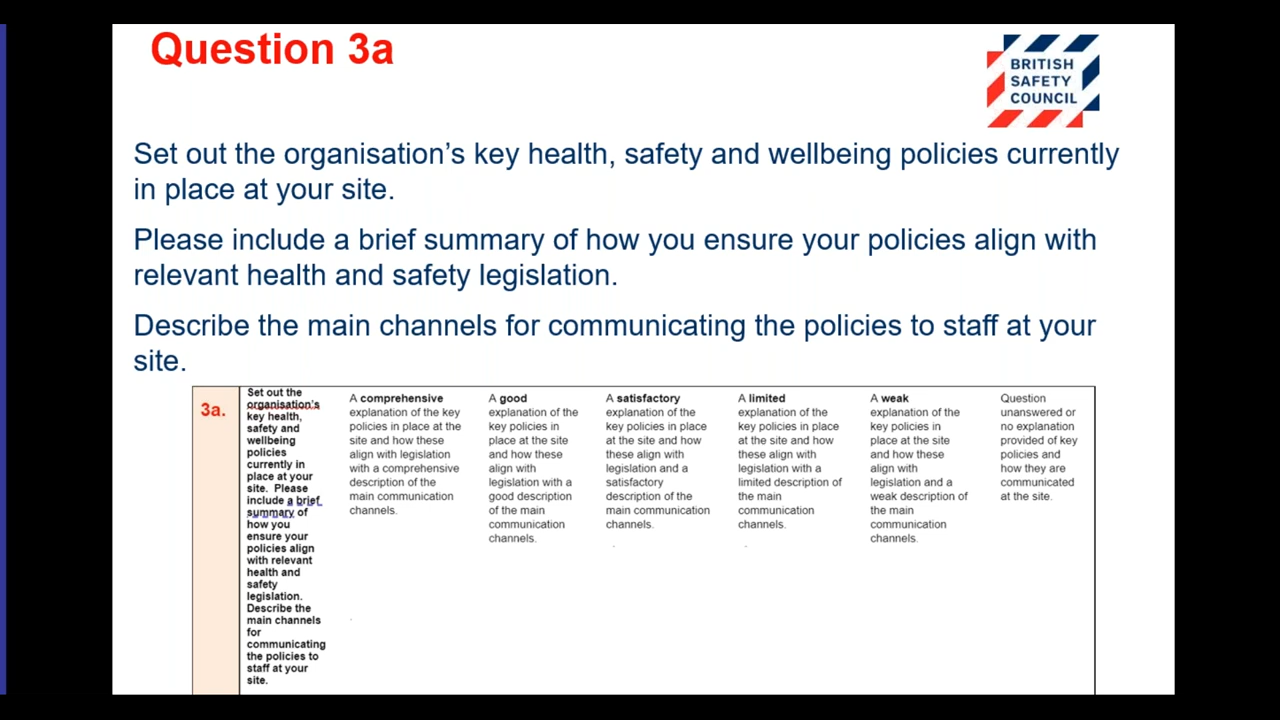 Question 3a
BRITISH
SAFETY
COUNCIL
Set out the organisation's key health, safety and wellbeing policies currently
in place at your site.
Please include a brief summary of how you ensure your policies align with
relevant health and safety legislation.
Describe the main channels for communicating the policies to staff at your
site.
3a.
Set out the
organisation's
key health,
safety and
wellbeing
policies
currently in
place at your
site. Please
include a brief
summary of
how you
ensure your
policies align
with relevant
health and
safety
legislation.
Describe the
main channels
for
communicating
the policies to
staff at your
site.
A comprehensive
explanation of the key
policies in place at the
site and how these
align with legislation
with a comprehensive
description of the
main communication
channels.
A good
explanation of the
key policies in
place at the site
and how these
align with
legislation with a
good description
of the main
communication
channels.
A satisfactory
explanation of the
key policies in place
at the site and how
these align with
legislation and a
satisfactory
description of the
main communication
channels.
A limited
explanation of the
key policies in place
at the site and how
these align with
legislation with a
limited description of
the main
communication
channels.
A weak
explanation of the
key policies in
place at the site
and how these
align with
legislation and a
weak description of
the main
communication
channels.
Question
unanswered or
no explanation
provided of key
policies and
how they are
communicated
at the site.